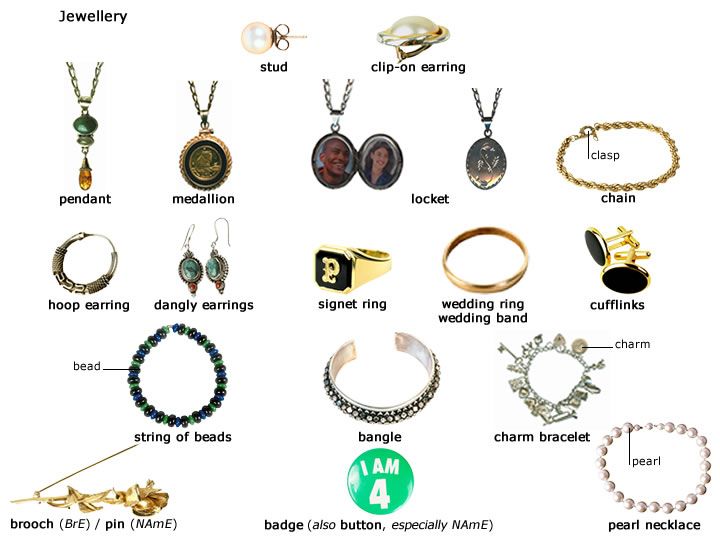 Jewellery
stud
clip-on earring
clasp
pendant
medallion
locket
chain
P
hoop earring
dangly earrings
signet ring
wedding ring
wedding band
cufflinks
charm
bead
string of beads
bangle
charm bracelet
I AM
4
pearl
brooch (BrE) / pin (NAmE)
badge (also button, especially NAmE)
pearl necklace